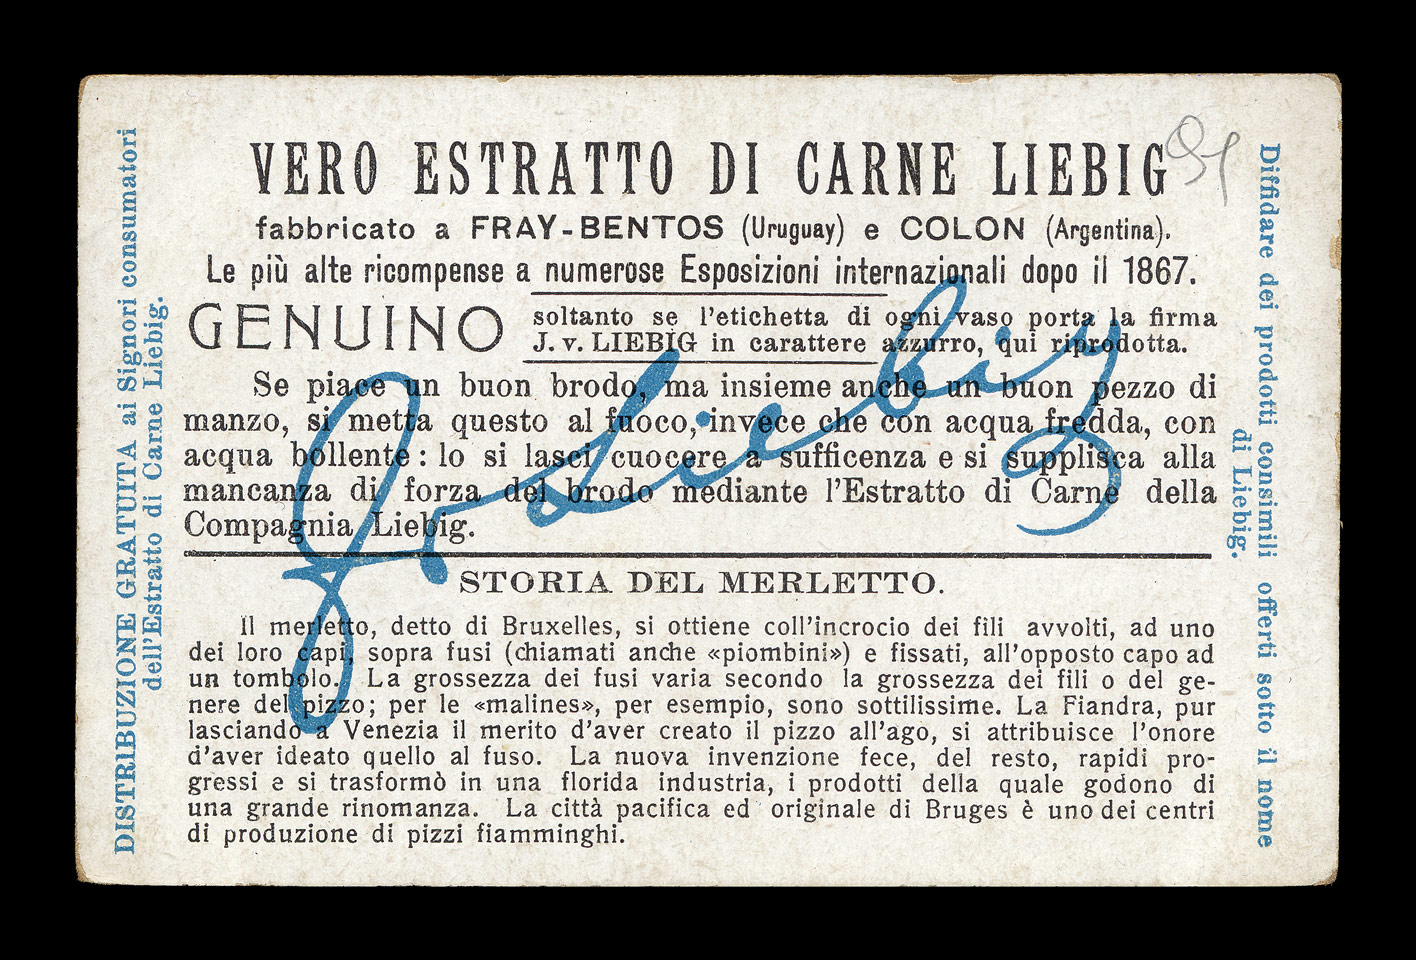 VERO ESTRATTO DI CARNE LIEBIG
fabbricato a FRAY-BENTOS (Uruguay) e COLON (Argentina).
Le più alte ricompense a numerose Esposizioni internazionali dopo il 1867.
GENUINO
soltanto se l'etichetta di ogni vaso porta la firma
J. v. LIEBIG in carattere azzurro, qui riprodotta.
Se piace un buon brodo, ma insieme anche un buon pezzo di
manzo, si metta questo al fuoco, invece che con acqua fredda, con
acqua bollente: lo si lasci cuocere a sufficenza e si supplisca alla
mancanza di forza del brodo mediante l'Estratto di Carne della
Compagnia Liebig.
STORIA DEL MERLETTO.
Il merletto, detto di Bruxelles, si ottiene coll'incrocio dei fili avvolti, ad uno
dei loro capi, sopra fusi (chiamati anche «piombini») e fissati, all'opposto capo ad
un tombolo. La grossezza dei fusi varia secondo la grossezza dei fili o del ge-
nere del pizzo; per le «malines», per esempio, sono sottilissime. La Fiandra, pur
lasciando a Venezia il merito d'aver creato il pizzo all'ago, si attribuisce l'onore
d'aver ideato quello al fuso. La nuova invenzione fece, del resto, rapidi pro-
gressi e si trasformò in una florida industria, i prodotti della quale godono di
una grande rinomanza. La città pacifica ed originale di Bruges è uno dei centri
di produzione di pizzi fiamminghi.
DISTRIBUZIONE GRATUITA ai Signori consumatori
dell'Estratto di Carne Liebig.
Diffidare dei prodotti consimili offerti sotto il nome
di Liebig.